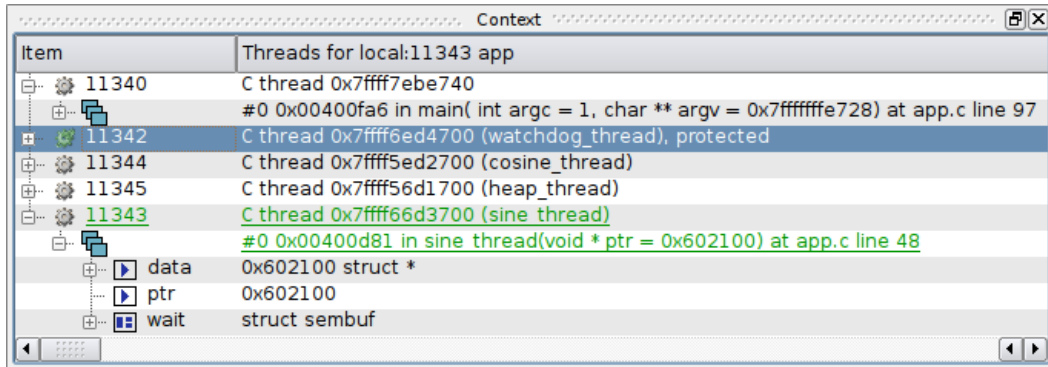 Context
Item Threads for local:11343 app
11340 C thread 0x7ffff7ebe740
#0 0x00400fa6 in main( int argc = 1, char ** argv = 0x7fffffffe728) at app.c line 97
11342 C thread 0x7ffff6ed4700 (watchdog_thread), protected
11344 C thread 0x7ffff5ed2700 (cosine_thread)
11345 C thread 0x7ffff56d1700 (heap_thread)
11343 C thread 0x7ffff66d3700 (sine_thread)
#0 0x00400d81 in sine_thread(void * ptr = 0x602100) at app.c line 48
data 0x602100 struct *
ptr 0x602100
wait struct sembuf